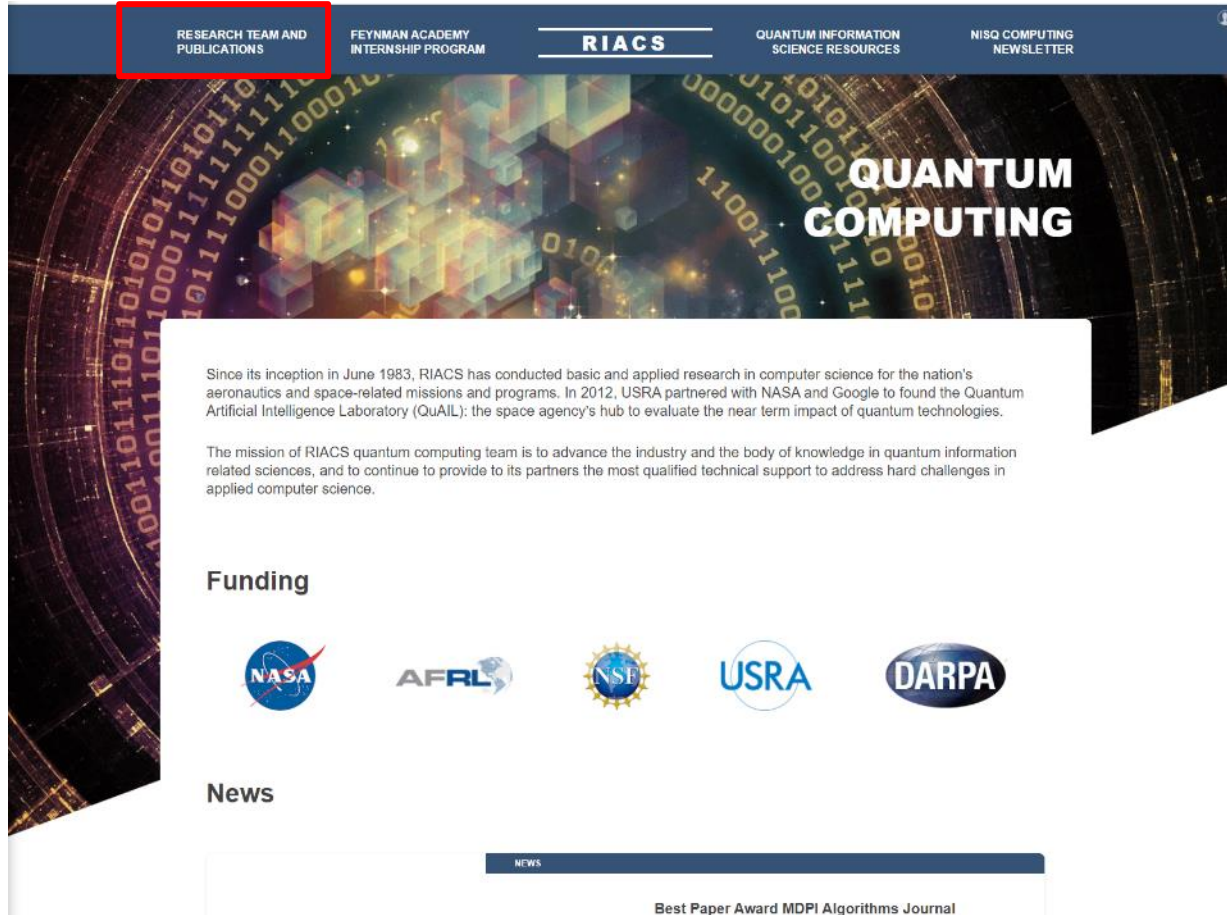 RESEARCH TEAM AND
PUBLICATIONS
FEYNMAN ACADEMY
INTERNSHIP PROGRAM
RIACS
QUANTUM INFORMATION
SCIENCE RESOURCES
NISQ COMPUTING
NEWSLETTER
QUANTUM
COMPUTING
Since its inception in June 1983, RIACS has conducted basic and applied research in computer science for the nation's
aeronautics and space-related missions and programs. In 2012, USRA partnered with NASA and Google to found the Quantum
Artificial Intelligence Laboratory (QuAIL): the space agency's hub to evaluate the near term impact of quantum technologies.
The mission of RIACS quantum computing team is to advance the industry and the body of knowledge in quantum information
related sciences, and to continue to provide to its partners the most qualified technical support to address hard challenges in
applied computer science.
Funding
NASA
AFRL
NSF
USRA
DARPA
News
NEWS
Best Paper Award MDPI Algorithms Journal